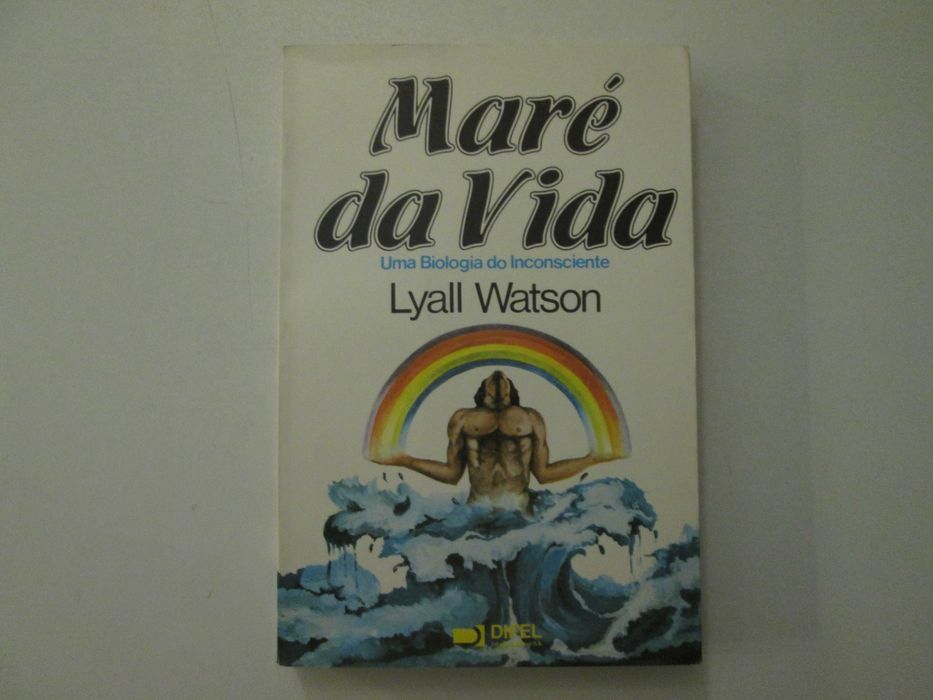 Maré
da Vida
Uma Biologia do Inconsciente
Lyall Watson
DIFEL